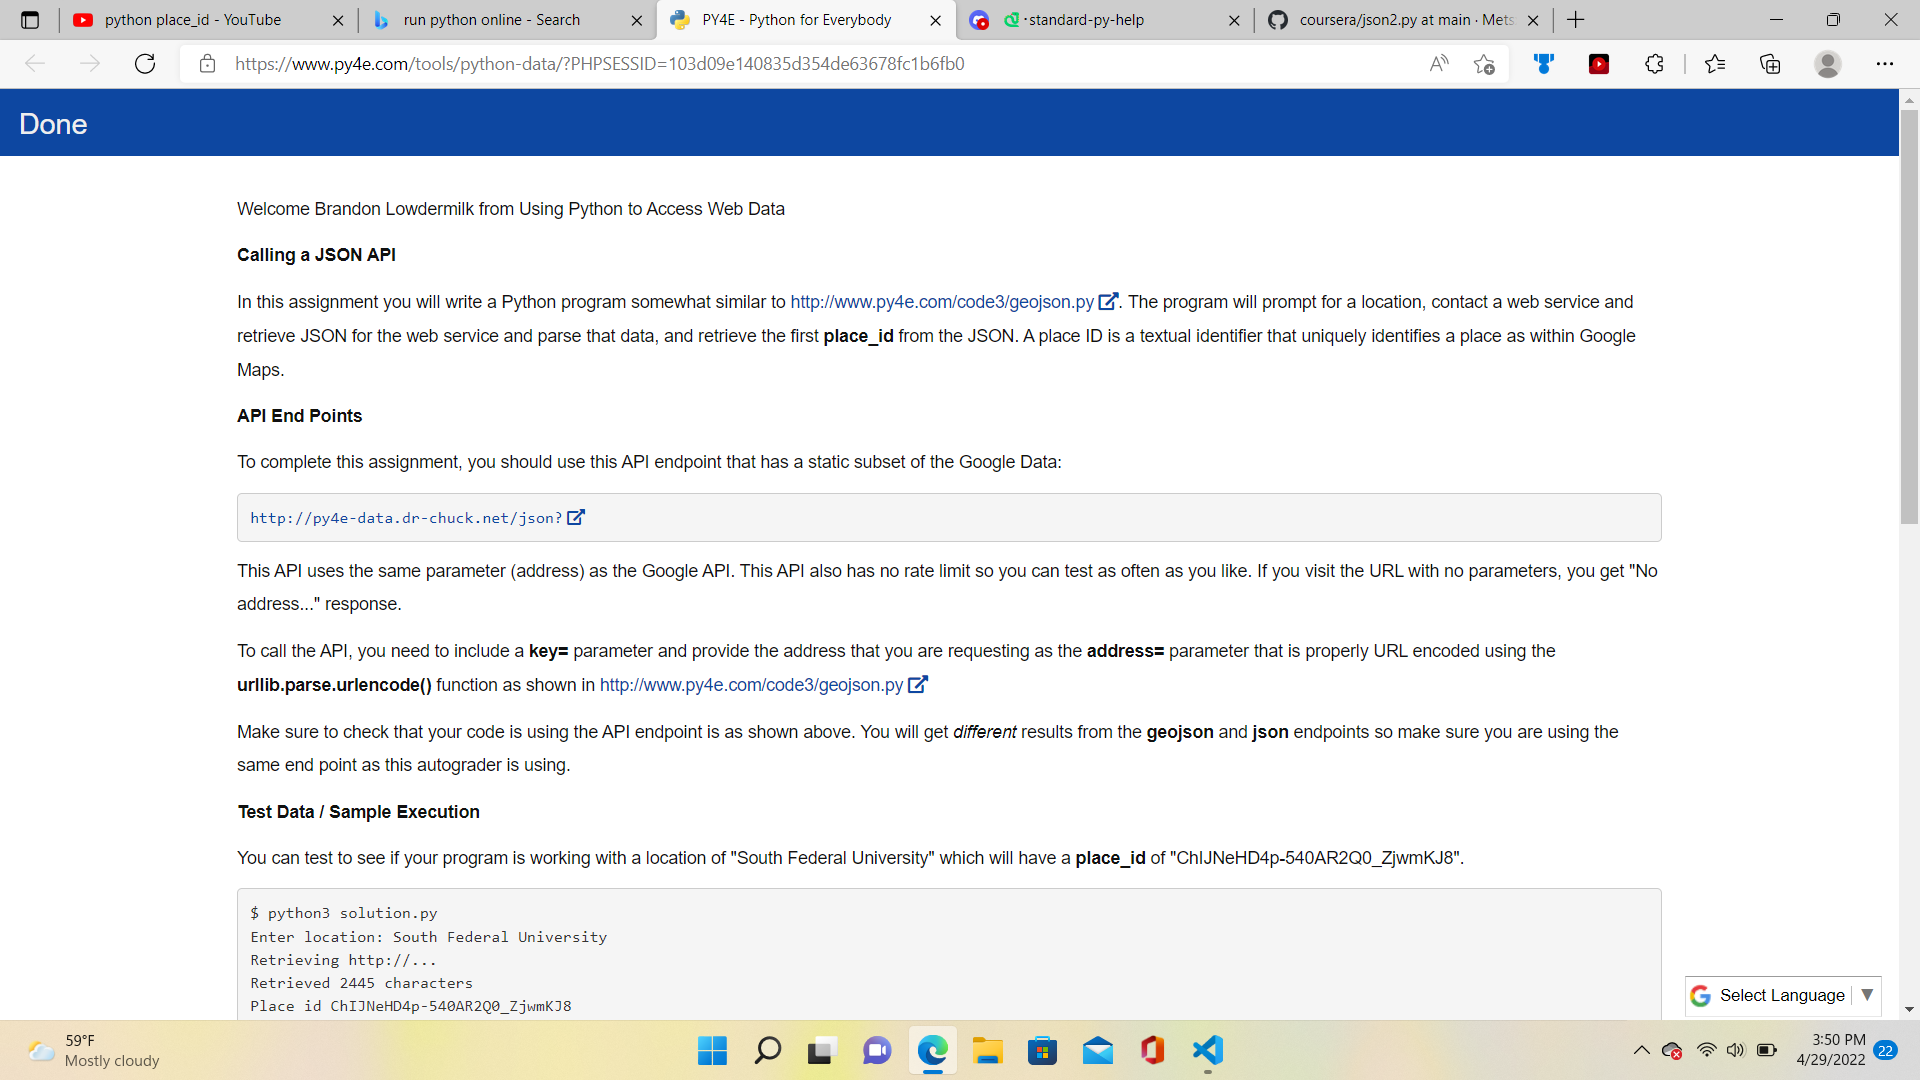 python place_id - YouTube
run python online - Search
PY4E - Python for Everybody
standard-py-help
coursera/json2.py at main · Mets
https://www.py4e.com/tools/python-data/?PHPSESSID=103d09e140835d354de63678fc1b6fb0
Done
Welcome Brandon Lowdermilk from Using Python to Access Web Data
Calling a JSON API
In this assignment you will write a Python program somewhat similar to http://www.py4e.com/code3/geojson.py. The program will prompt for a location, contact a web service and
retrieve JSON for the web service and parse that data, and retrieve the first place_id from the JSON. A place ID is a textual identifier that uniquely identifies a place as within Google
Maps.
API End Points
To complete this assignment, you should use this API endpoint that has a static subset of the Google Data:
http://py4e-data.dr-chuck.net/json?
This API uses the same parameter (address) as the Google API. This API also has no rate limit so you can test as often as you like. If you visit the URL with no parameters, you get "No
address..." response.
To call the API, you need to include a key= parameter and provide the address that you are requesting as the address= parameter that is properly URL encoded using the
urllib.parse.urlencode() function as shown in http://www.py4e.com/code3/geojson.py
Make sure to check that your code is using the API endpoint is as shown above. You will get different results from the geojson and json endpoints so make sure you are using the
same end point as this autograder is using.
Test Data / Sample Execution
You can test to see if your program is working with a location of "South Federal University" which will have a place_id of "ChIJNeHD4p-540AR2Q0_ZjwmKJ8".
$ python3 solution.py
Enter location: South Federal University
Retrieving http://...
Retrieved 2445 characters
Place id ChIJNeHD4p-540AR2Q0_ZjwmKJ8
Select Language
59°F
Mostly cloudy
3:50 PM
4/29/2022
22